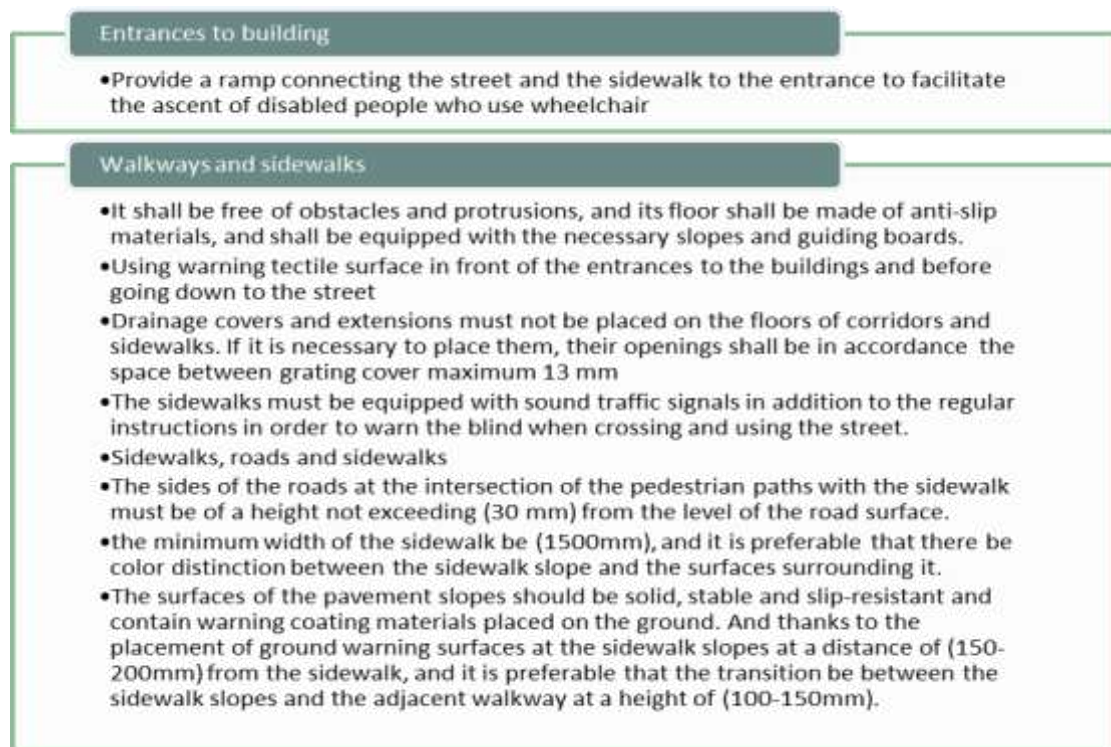 Entrances to building
•Provide a ramp connecting the street and the sidewalk to the entrance to facilitate
the ascent of disabled people who use wheelchair
Walkways and sidewalks
•It shall be free of obstacles and protrusions, and its floor shall be made of anti-slip
materials, and shall be equipped with the necessary slopes and guiding boards.
•Using warning tectile surface in front of the entrances to the buildings and before
going down to the street
•Drainage covers and extensions must not be placed on the floors of corridors and
sidewalks. If it is necessary to place them, their openings shall be in accordance the
space between grating cover maximum 13 mm
•The sidewalks must be equipped with sound traffic signals in addition to the regular
instructions in order to warn the blind when crossing and using the street.
•Sidewalks, roads and sidewalks
•The sides of the roads at the intersection of the pedestrian paths with the sidewalk
must be of a height not exceeding (30 mm) from the level of the road surface.
•the minimum width of the sidewalk be (1500mm), and it is preferable that there be
color distinction between the sidewalk slope and the surfaces surrounding it.
•The surfaces of the pavement slopes should be solid, stable and slip-resistant and
contain warning coating materials placed on the ground. And thanks to the
placement of ground warning surfaces at the sidewalk slopes at a distance of (150-
200mm) from the sidewalk, and it is preferable that the transition be between the
sidewalk slopes and the adjacent walkway at a height of (100-150mm).